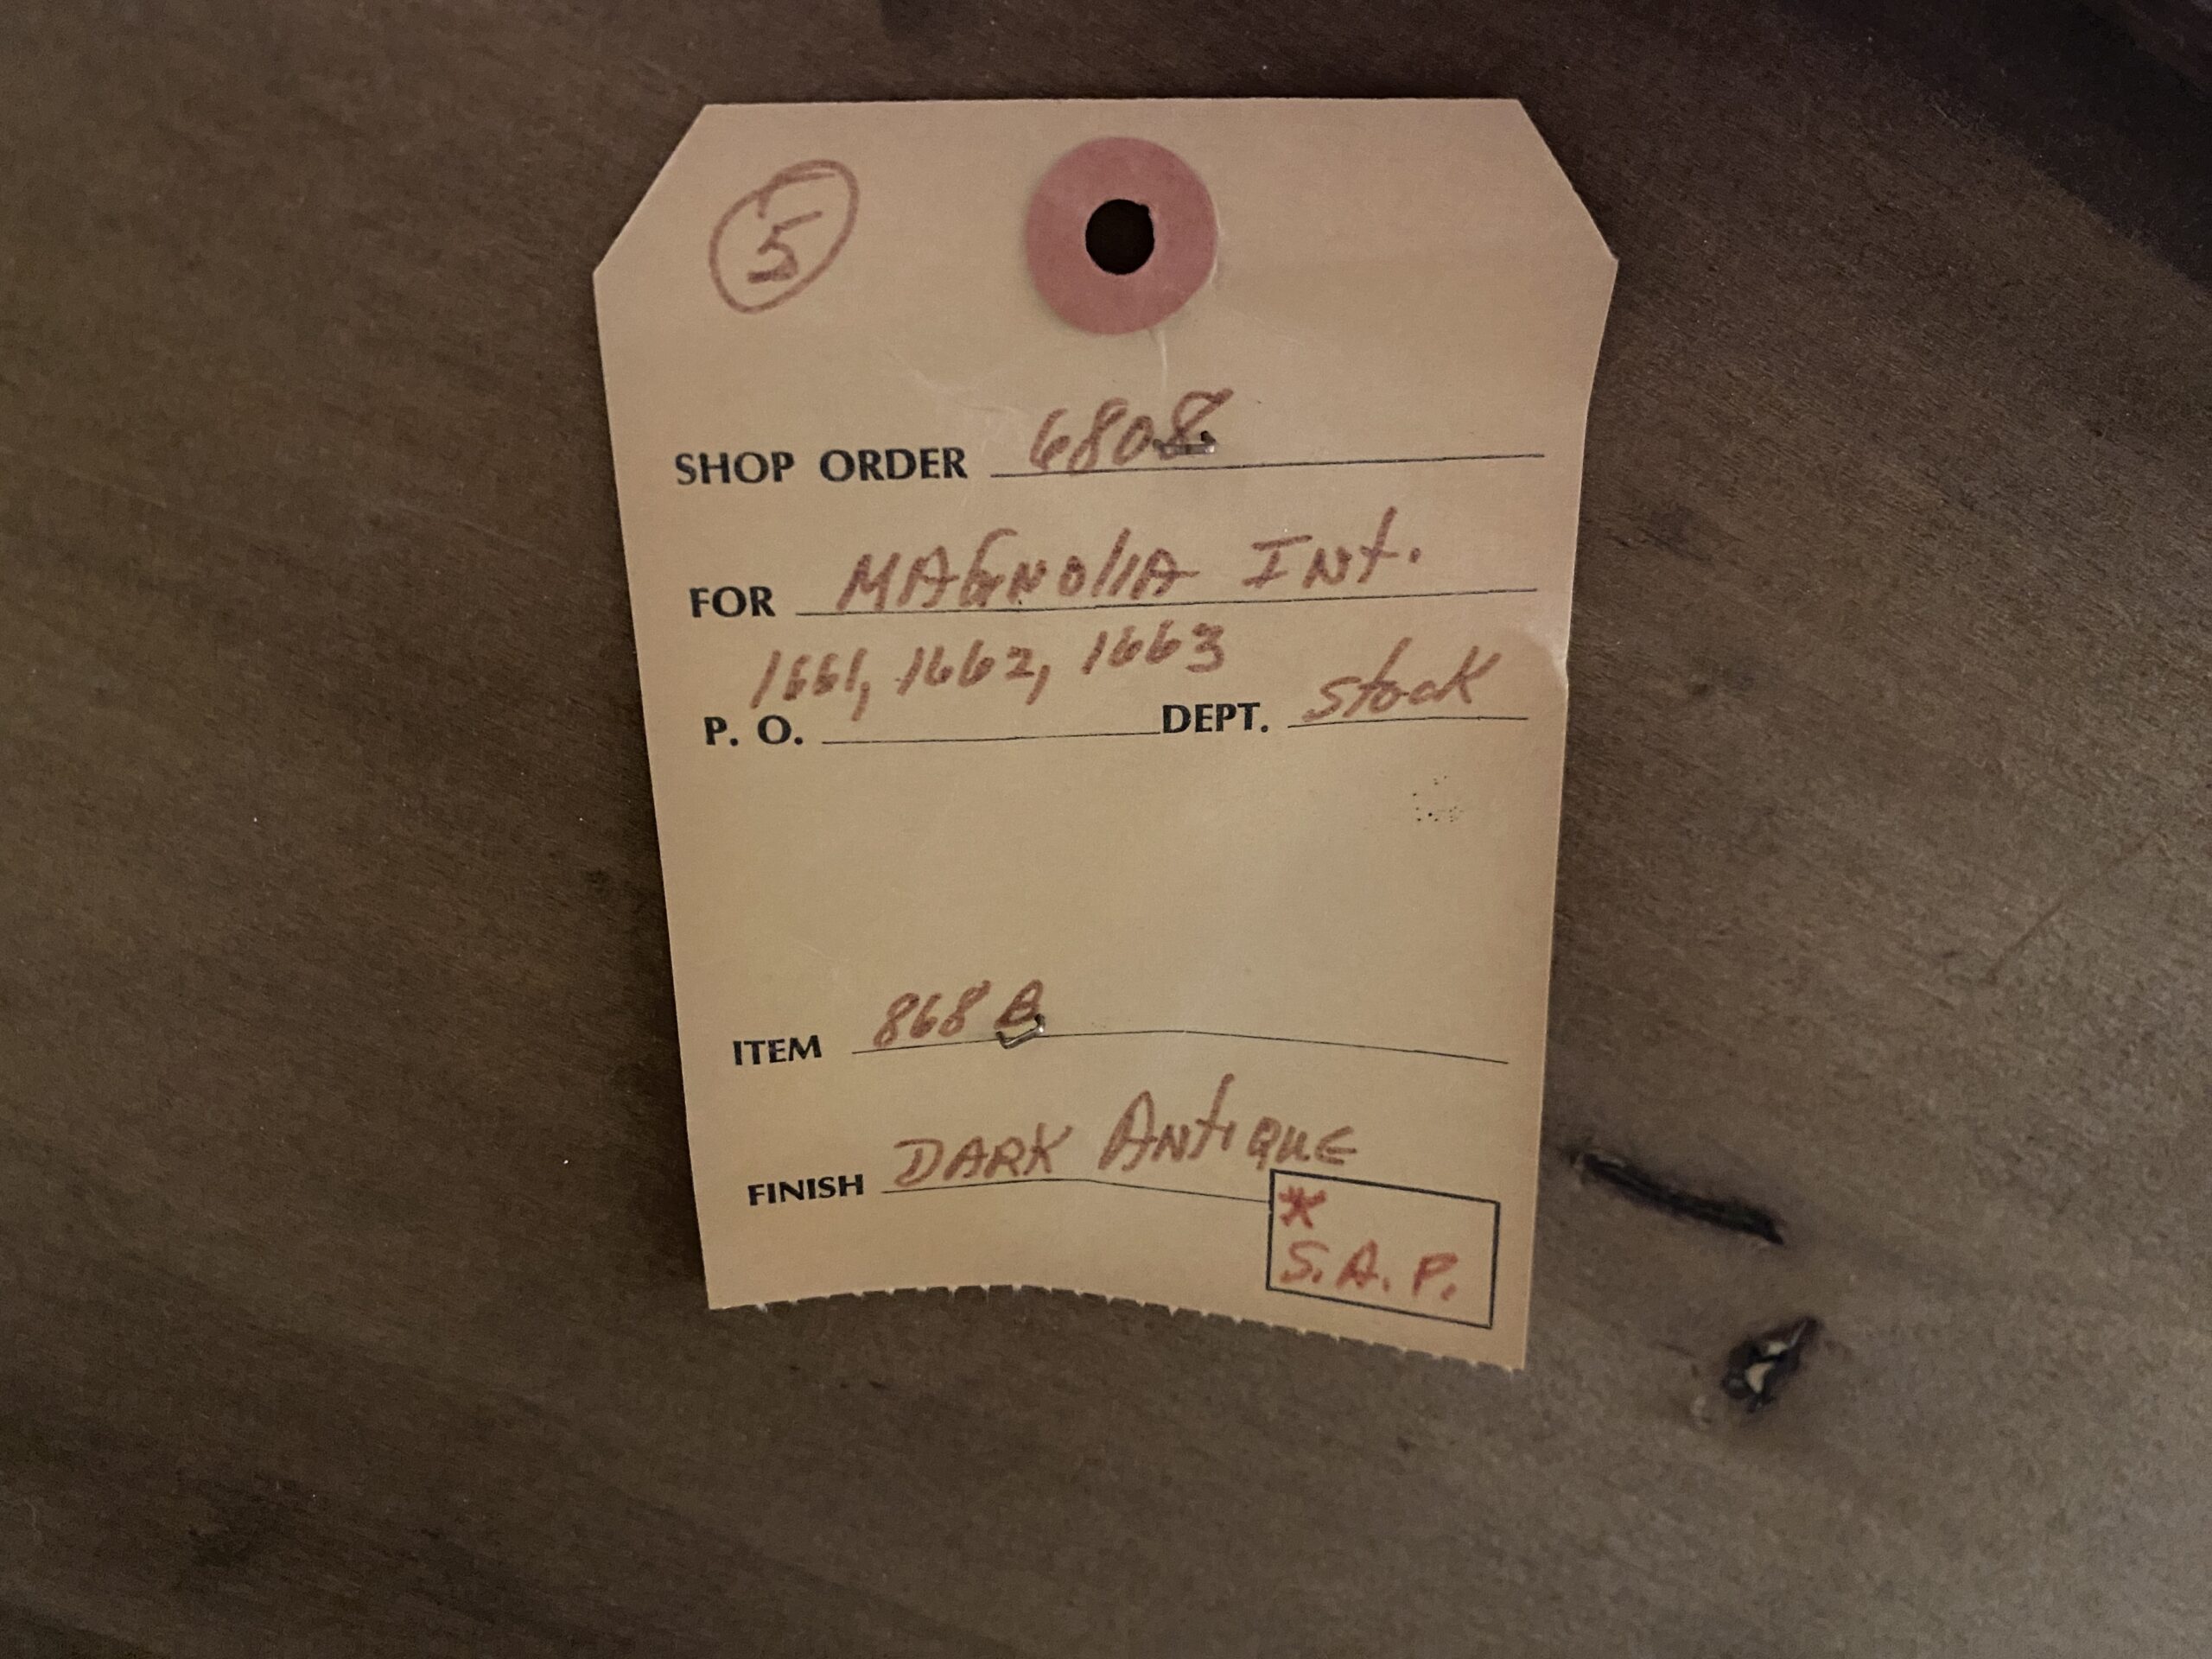 5
SHOP ORDER 6808
FOR MAGNOLIA INT.
1661, 1662, 1663
P. O. DEPT. Stock
ITEM 868 B
FINISH DARK ANTIQUE
*
S.A.P.